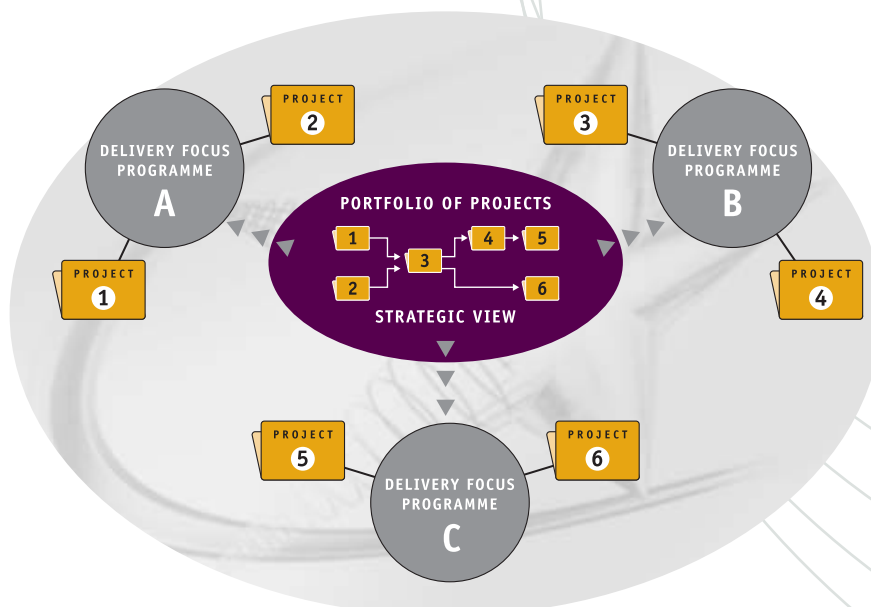 PROJECT
2
DELIVERY FOCUS
PROGRAMME
A
PROJECT
1
PROJECT
3
DELIVERY FOCUS
PROGRAMME
B
PROJECT
4
PORTFOLIO OF PROJECTS
1 4 5
3
2 6
STRATEGIC VIEW
PROJECT
5
PROJECT
6
DELIVERY FOCUS
PROGRAMME
C